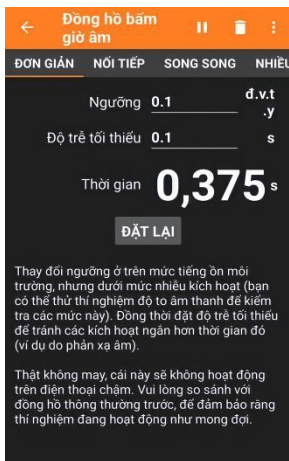 Đồng hồ bấm
giờ âm
ĐƠN GIẢN NỐI TIẾP SONG SONG NHIỀU
Ngưỡng 0.1 đ.v.t
.y
Độ trễ tối thiểu 0.1 s
Thời gian 0,375 s
ĐẶT LẠI
Thay đổi ngưỡng ở trên mức tiếng ồn môi
trường, nhưng dưới mức nhiêu kích hoạt (bạn
có thể thử thí nghiệm độ to âm thanh để kiểm
tra các mức này). Đồng thời đặt độ trễ tối thiểu
để tránh các kích hoạt ngắn hơn thời gian đó
(ví dụ do phản xạ âm).
Thật không may, cái này sẽ không hoạt động
trên điện thoại chậm. Vui lòng so sánh với
đồng hồ thông thường trước, để đảm bảo rằng
thí nghiệm đang hoạt động như mong đợi.